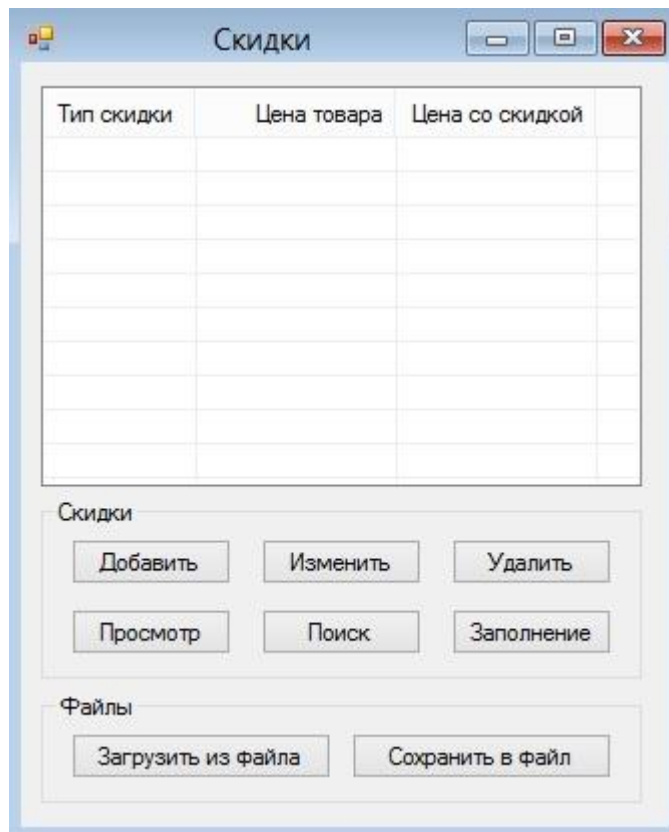 Скидки
Тип скидки Цена товара Цена со скидкой
Скидки
Добавить Изменить Удалить
Просмотр Поиск Заполнение
Файлы
Загрузить из файла Сохранить в файл